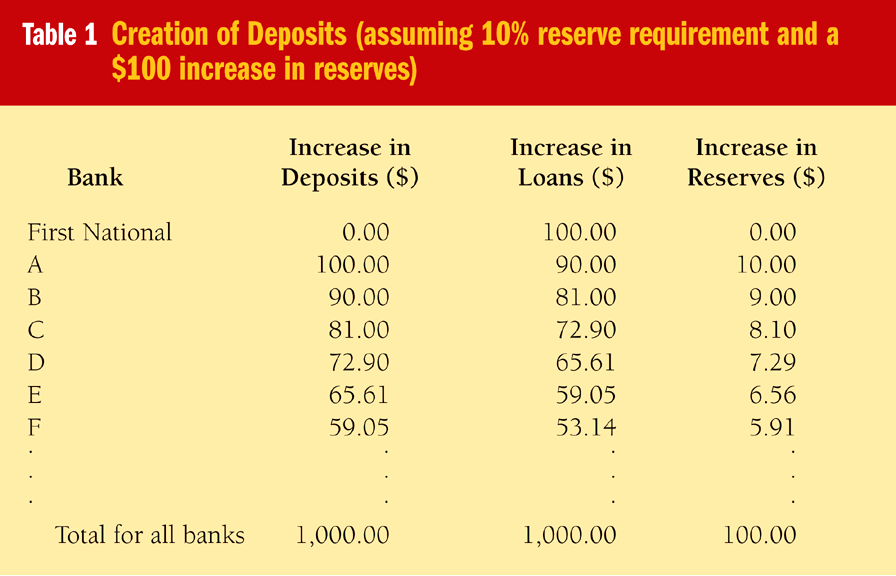 Table 1 Creation of Deposits (assuming 10% reserve requirement and a
$100 increase in reserves)
Increase in Increase in Increase in
Bank Deposits ($) Loans ($) Reserves ($)
First National 0.00 100.00 0.00
A 100.00 90.00 10.00
B 90.00 81.00 9.00
C 81.00 72.90 8.10
D 72.90 65.61 7.29
E 65.61 59.05 6.56
F 59.05 53.14 5.91
. . . .
. . . .
. . . .
Total for all banks 1,000.00 1,000.00 100.00